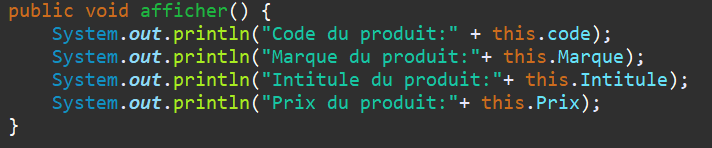 public void afficher() {
    System.out.println("Code du produit:" + this.code);
    System.out.println("Marque du produit:"+ this.Marque);
    System.out.println("Intitule du produit:"+ this.Intitule);
    System.out.println("Prix du produit:"+ this.Prix);
}